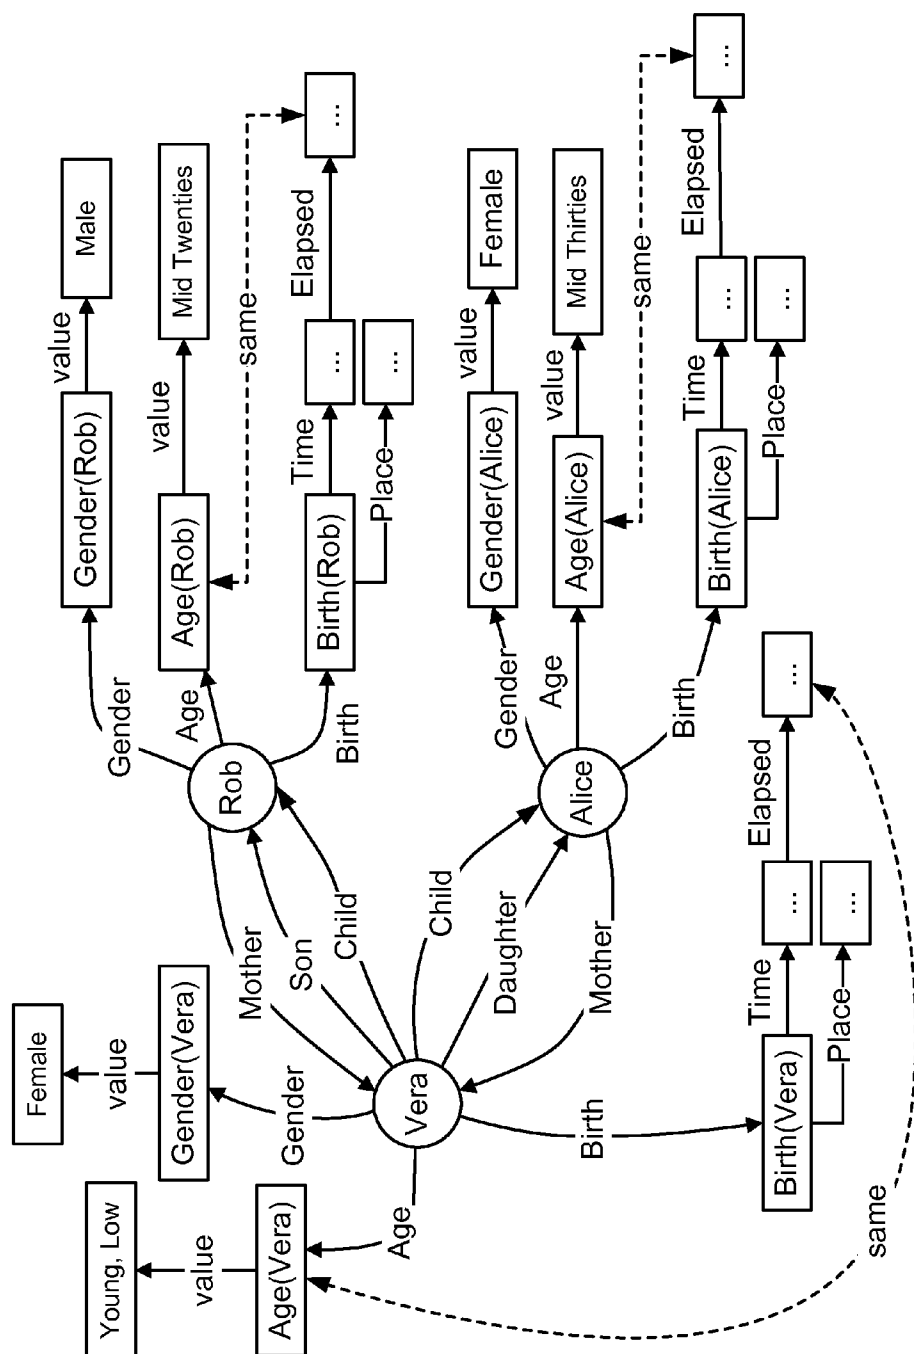 Female
value
Male
Gender(Rob)
Young, Low
value
Gender
value
Gender(Vera)
Age(Rob)
Mid Twenties
Age
value
Rob
Mother
same
Age(Vera)
Gender
Son
Time
Elapsed
Birth(Rob)
...
...
Child
Birth
Place
...
Age
Vera
Child
value
Gender
Gender(Alice)
Female
Daughter
Age
value
Alice
Age(Alice)
Mid Thirties
Birth
Mother
same
Birth
Time
Elapsed
Birth(Alice)
...
...
Time
Elapsed
Place
...
Birth(Vera)
...
...
Place
...
same